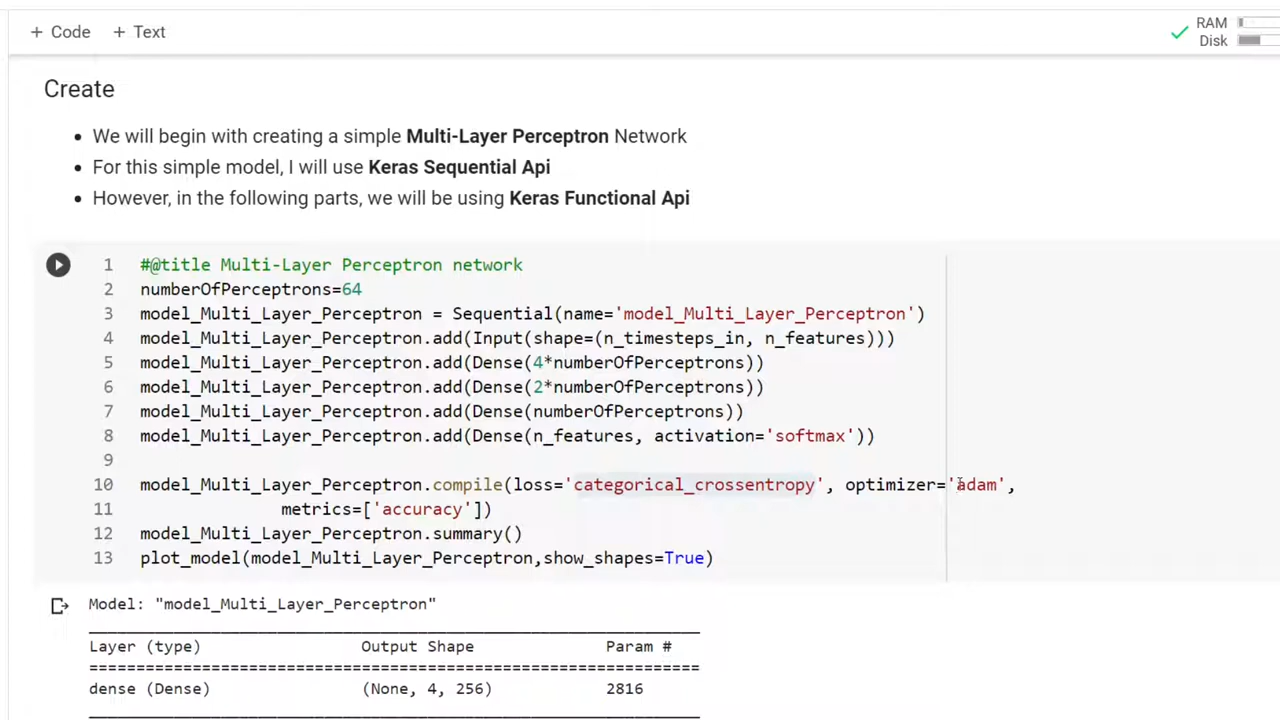 + Code + Text
RAM
Disk
Create
• We will begin with creating a simple Multi-Layer Perceptron Network
• For this simple model, I will use Keras Sequential Api
• However, in the following parts, we will be using Keras Functional Api
1 #@title Multi-Layer Perceptron network
2 numberOfPerceptrons=64
3 model_Multi_Layer_Perceptron = Sequential(name='model_Multi_Layer_Perceptron')
4 model_Multi_Layer_Perceptron.add(Input(shape=(n_timesteps_in, n_features)))
5 model_Multi_Layer_Perceptron.add(Dense(4*numberOfPerceptrons))
6 model_Multi_Layer_Perceptron.add(Dense(2*numberOfPerceptrons))
7 model_Multi_Layer_Perceptron.add(Dense(numberOfPerceptrons))
8 model_Multi_Layer_Perceptron.add(Dense(n_features, activation='softmax'))
9
10 model_Multi_Layer_Perceptron.compile(loss='categorical_crossentropy', optimizer='adam',
11 metrics=['accuracy'])
12 model_Multi_Layer_Perceptron.summary()
13 plot_model(model_Multi_Layer_Perceptron,show_shapes=True)
Model: "model_Multi_Layer_Perceptron"
Layer (type) Output Shape Param #
=================================================================
dense (Dense) (None, 4, 256) 2816